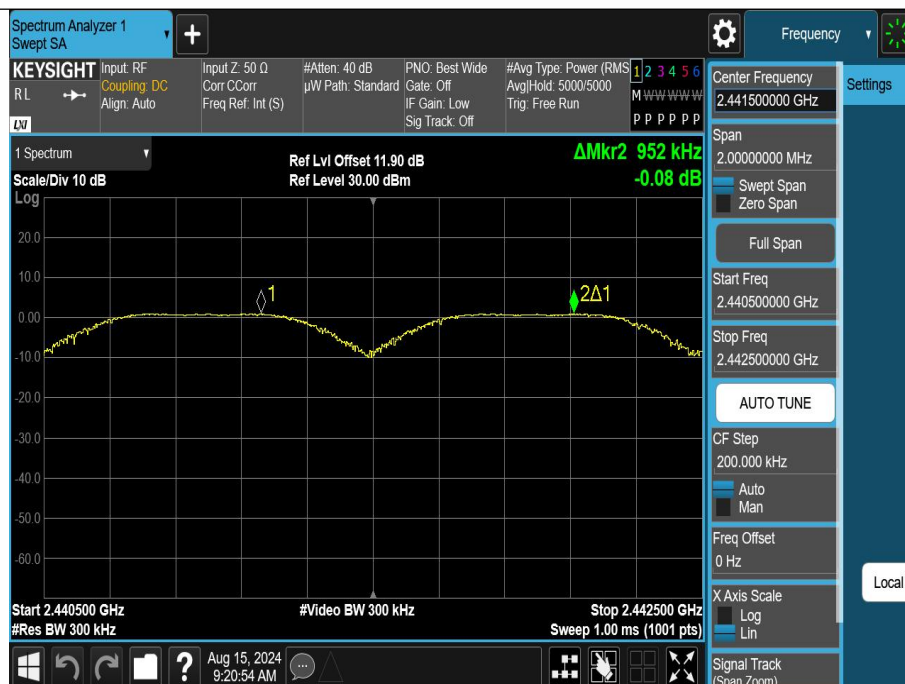 Spectrum Analyzer 1
Swept SA
+
Frequency
KEYSIGHT
RL
LXI
Input: RF
Coupling: DC
Align: Auto
Input Z: 50 Ω
Corr CCorr
Freq Ref: Int (S)
#Atten: 40 dB
µW Path: Standard
PNO: Best Wide
Gate: Off
IF Gain: Low
Sig Track: Off
#Avg Type: Power (RMS
Avg|Hold: 5000/5000
Trig: Free Run
1 2 3 4 5 6
M W W W W W
P P P P P P
Center Frequency
2.441500000 GHz
Settings
1 Spectrum
Scale/Div 10 dB
Log
Ref Lvl Offset 11.90 dB
Ref Level 30.00 dBm
ΔMkr2 952 kHz
-0.08 dB
Span
2.00000000 MHz
Swept Span
Zero Span
Full Span
20.0
10.0
0.00
-10.0
-20.0
-30.0
-40.0
-50.0
-60.0
1
2Δ1
Start Freq
2.440500000 GHz
Stop Freq
2.442500000 GHz
AUTO TUNE
CF Step
200.000 kHz
Auto
Man
Freq Offset
0 Hz
Local
X Axis Scale
Log
Lin
Start 2.440500 GHz
#Res BW 300 kHz
#Video BW 300 kHz
Stop 2.442500 GHz
Sweep 1.00 ms (1001 pts)
?
Aug 15, 2024
9:20:54 AM
Signal Track
(Span Zoom)